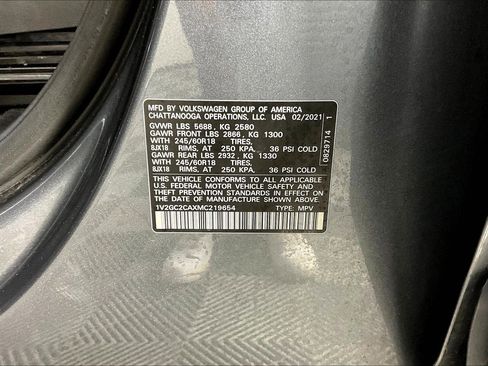 MFD BY VOLKSWAGEN GROUP OF AMERICA
CHATTANOOGA OPERATIONS, LLC. USA 02/2021
GVWR LBS 5688, KG 2580
GAWR FRONT LBS 2866, KG 1300
WITH 245/60R18 TIRES,
8JX18 RIMS, AT 250 KPA, 36 PSI COLD
GAWR REAR LBS 2932, KG 1330
WITH 245/60R18 TIRES,
8JX18 RIMS, AT 250 KPA, 36 PSI COLD
THIS VEHICLE CONFORMS TO ALL APPLICABLE
U.S. FEDERAL MOTOR VEHICLE SAFETY AND
THEFT PREVENTION STANDARDS IN EFFECT ON
THE DATE OF MANUFACTURE SHOWN ABOVE.
1V2GC2CAXMC219654 TYPE: MPV
0829714 1